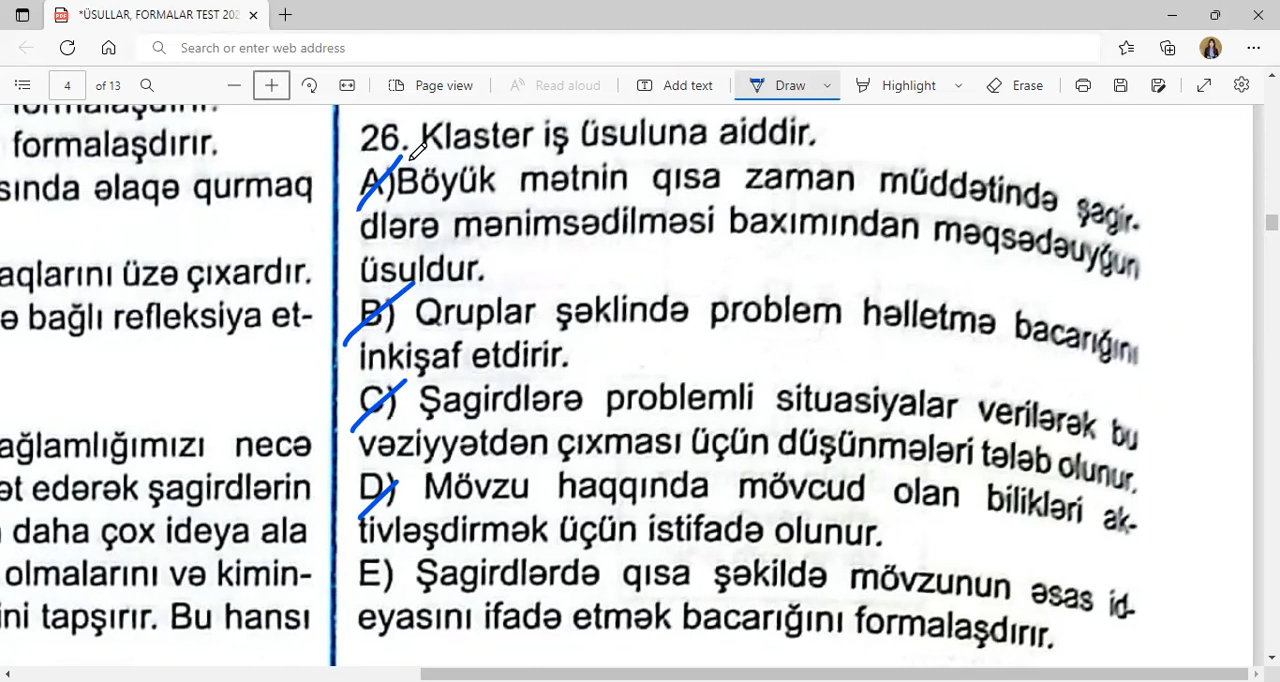 *ÜSULLAR, FORMALAR TEST 202
Search or enter web address
4 of 13
Page view
Read aloud
Add text
Draw
Highlight
Erase
formalaşdırır.
formalaşdırır.
sında əlaqə qurmaq
aqlarını üzə çıxardır.
ə bağlı refleksiya et-
ağlamlığımızı necə
ət edərək şagirdlərin
daha çox ideya ala
olmalarını və kimin-
ini tapşırır. Bu hansı
26. Klaster iş üsuluna aiddir.
A)Böyük mətnin qısa zaman müddətində şagir-
dlərə mənimsədilməsi baxımından məqsədəuyğun
üsuldur.
B) Qruplar şəklində problem həlletmə bacarığını
inkişaf etdirir.
C) Şagirdlərə problemli situasiyalar verilərək bu
vəziyyətdən çıxması üçün düşünmələri tələb olunur.
D) Mövzu haqqında mövcud olan bilikləri ak-
tivləşdirmək üçün istifadə olunur.
E) Şagirdlərdə qısa şəkildə mövzunun əsas id-
eyasını ifadə etmək bacarığını formalaşdırır.